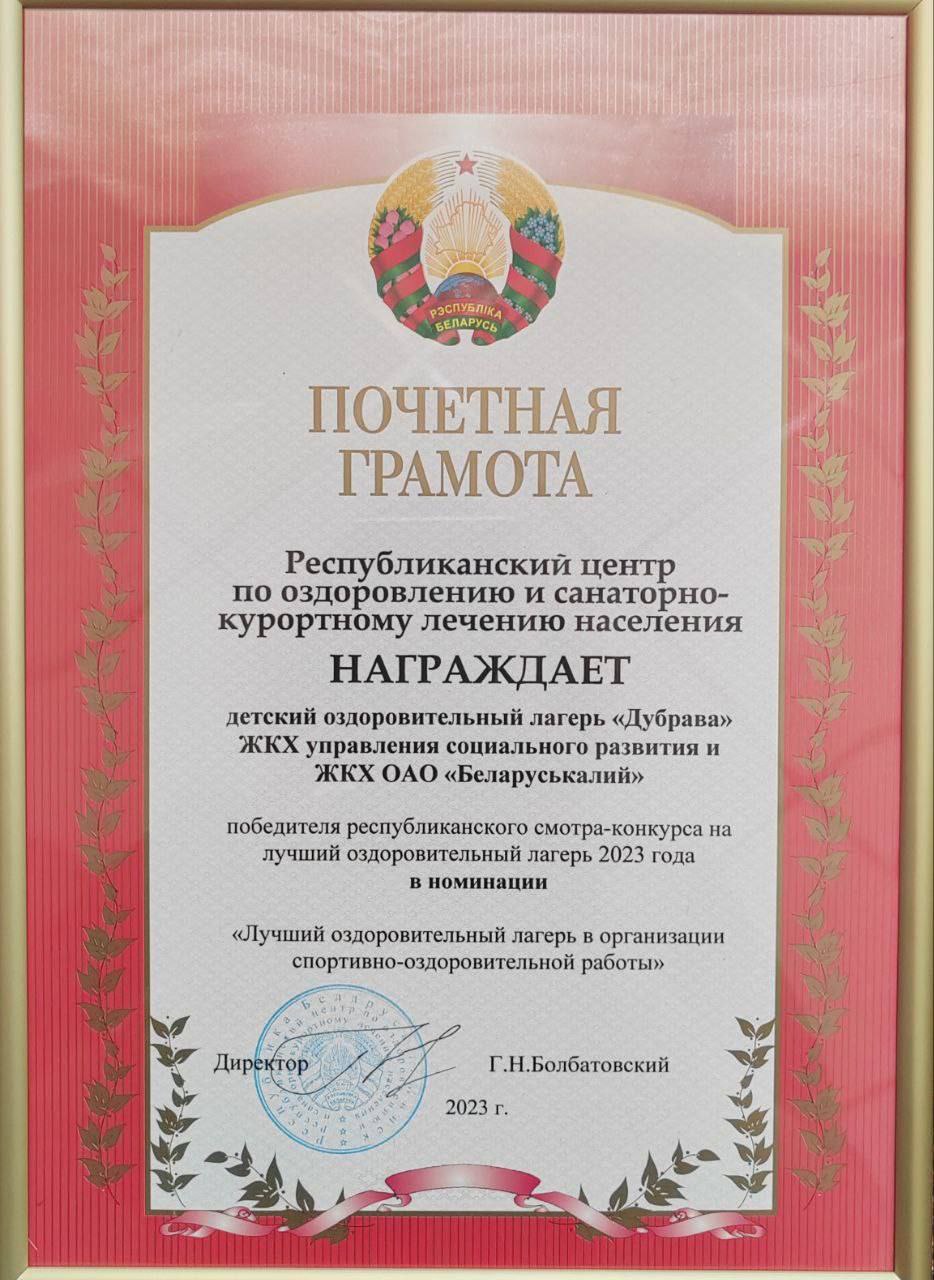 РЭСПУБЛІКА
БЕЛАРУСЬ
ПОЧЕТНАЯ
ГРАМОТА
Республиканский центр
по оздоровлению и санаторно-
курортному лечению населения
НАГРАЖДАЕТ
детский оздоровительный лагерь «Дубрава»
ЖКХ управления социального развития и
ЖКХ ОАО «Беларуськалий»
победителя республиканского смотра-конкурса на
лучший оздоровительный лагерь 2023 года
в номинации
«Лучший оздоровительный лагерь в организации
спортивно-оздоровительной работы»
Директор Г.Н.Болбатовский
2023 г.